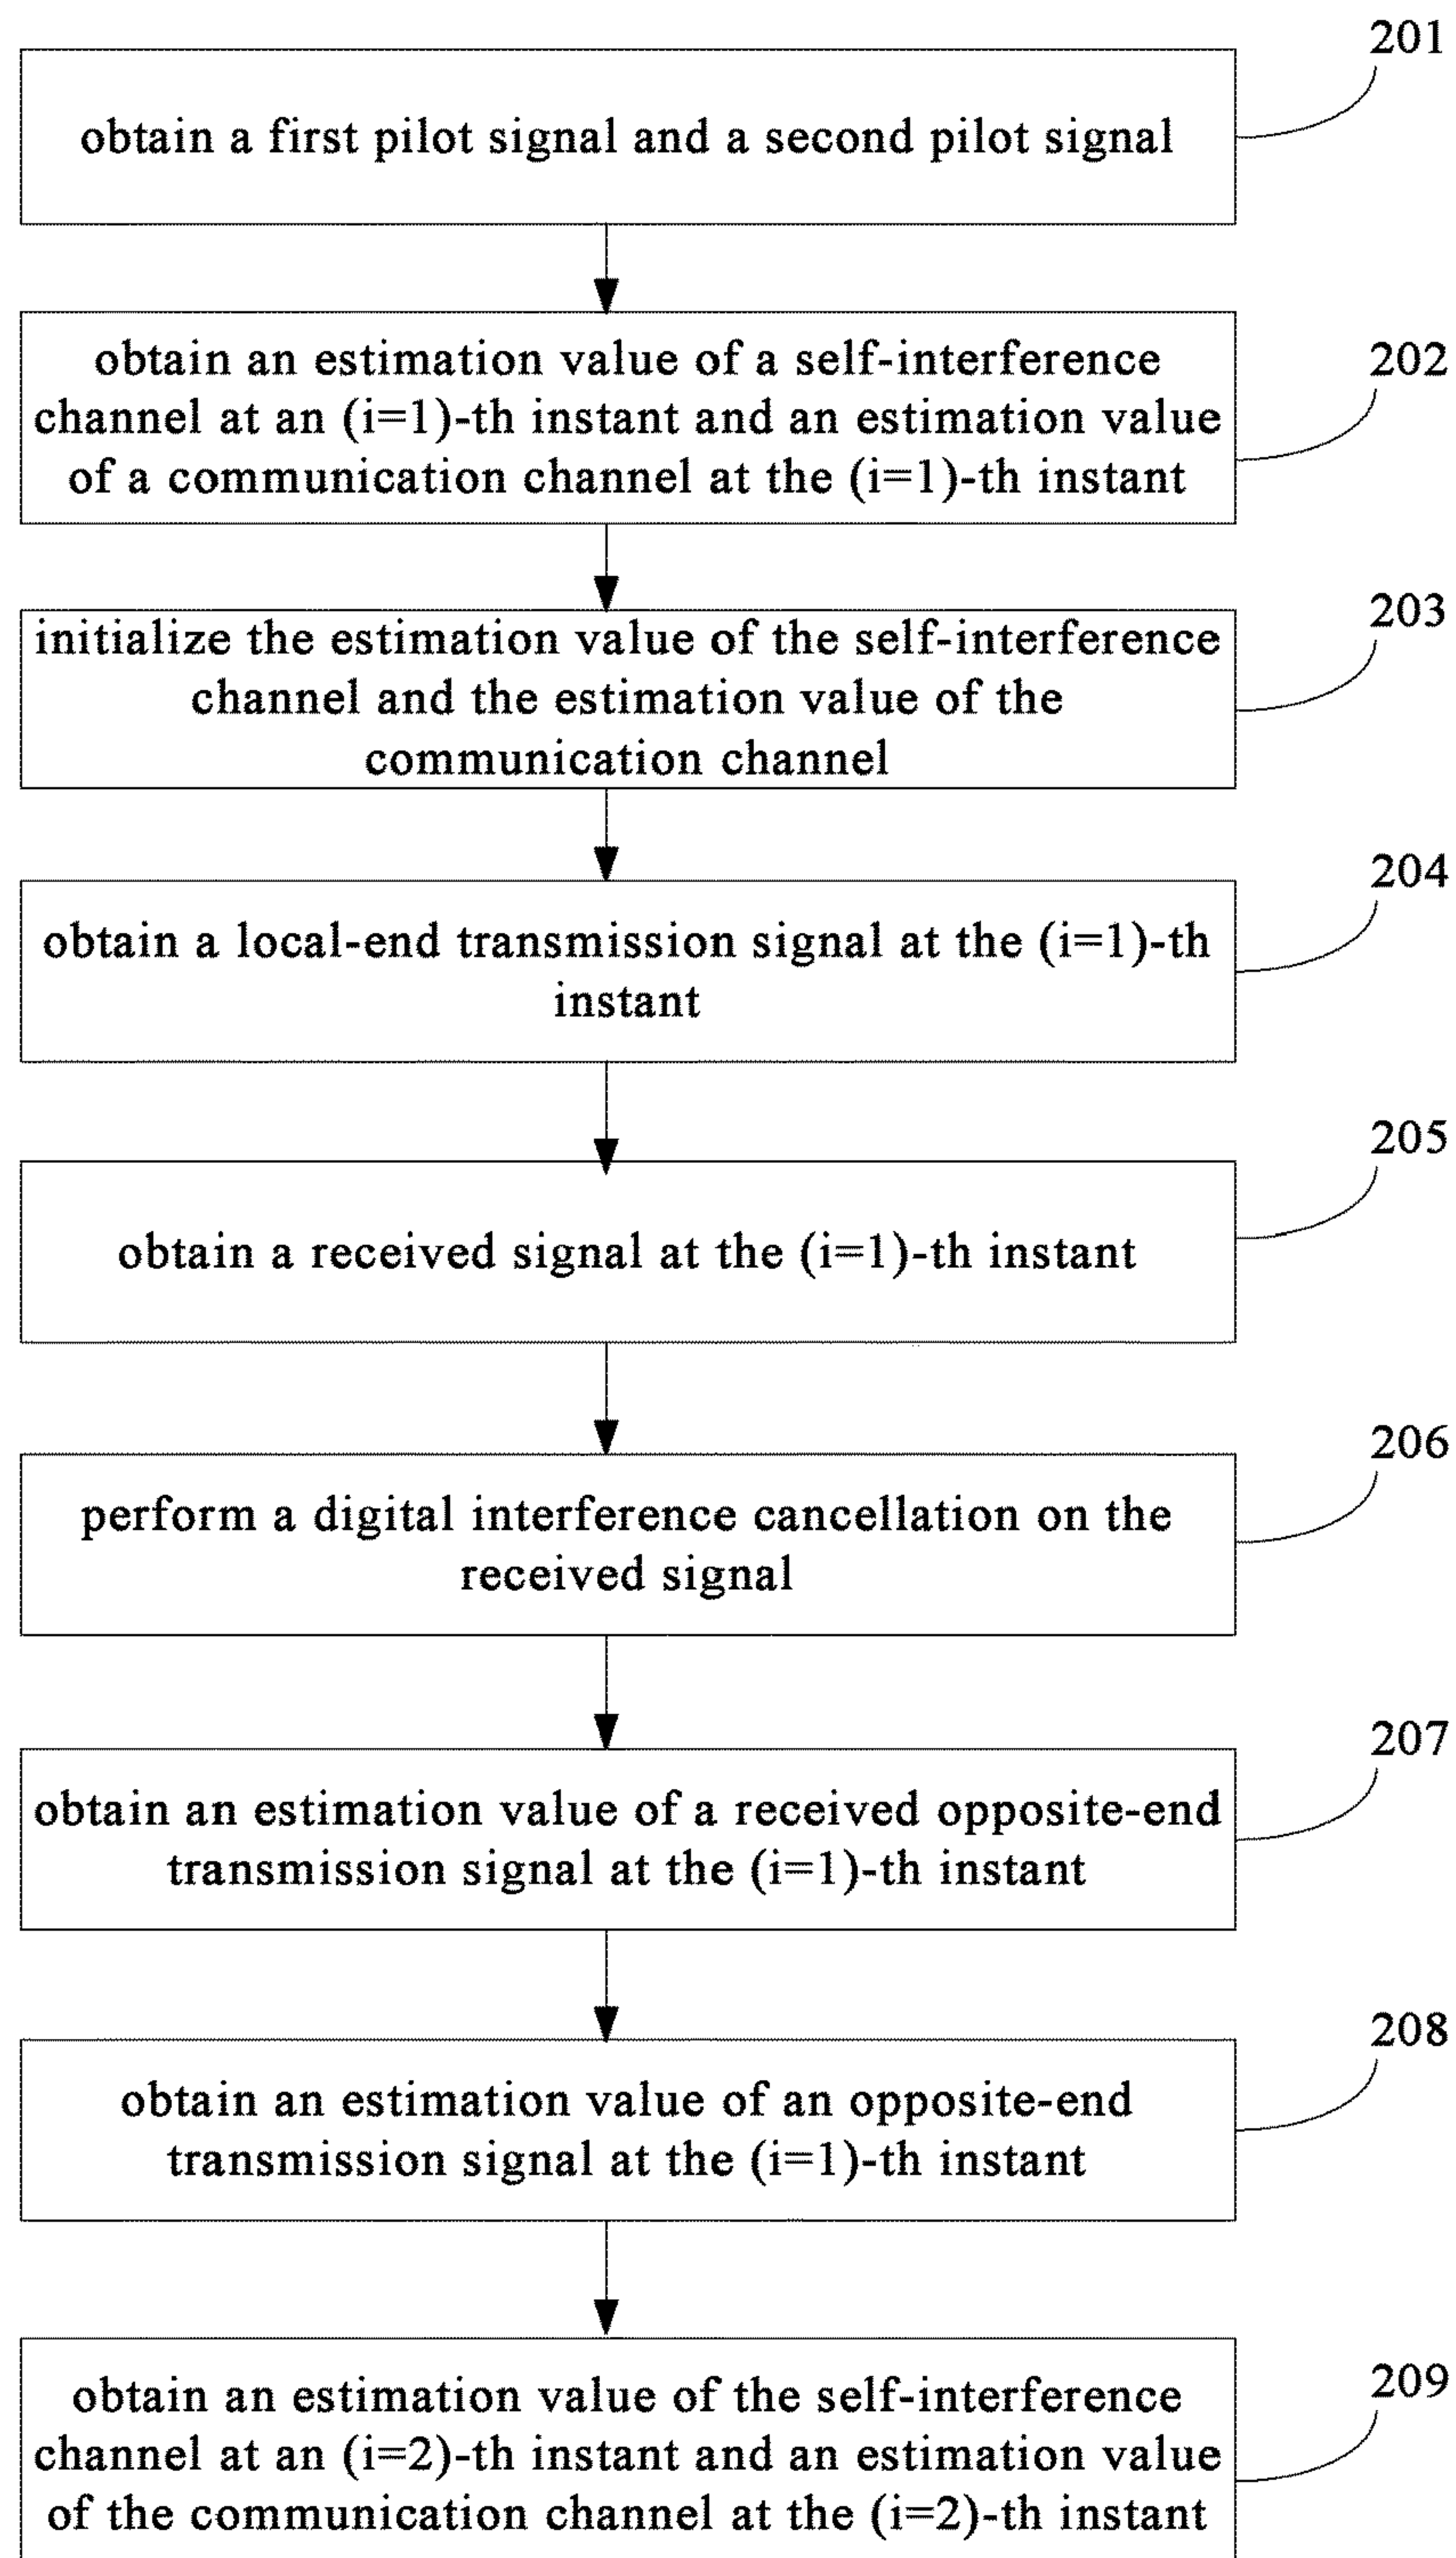 201
obtain a first pilot signal and a second pilot signal
202
obtain an estimation value of a self-interference
channel at an (i=1)-th instant and an estimation value
of a communication channel at the (i=1)-th instant
203
initialize the estimation value of the self-interference
channel and the estimation value of the
communication channel
204
obtain a local-end transmission signal at the (i=1)-th
instant
205
obtain a received signal at the (i=1)-th instant
206
perform a digital interference cancellation on the
received signal
207
obtain an estimation value of a received opposite-end
transmission signal at the (i=1)-th instant
208
obtain an estimation value of an opposite-end
transmission signal at the (i=1)-th instant
209
obtain an estimation value of the self-interference
channel at an (i=2)-th instant and an estimation value
of the communication channel at the (i=2)-th instant